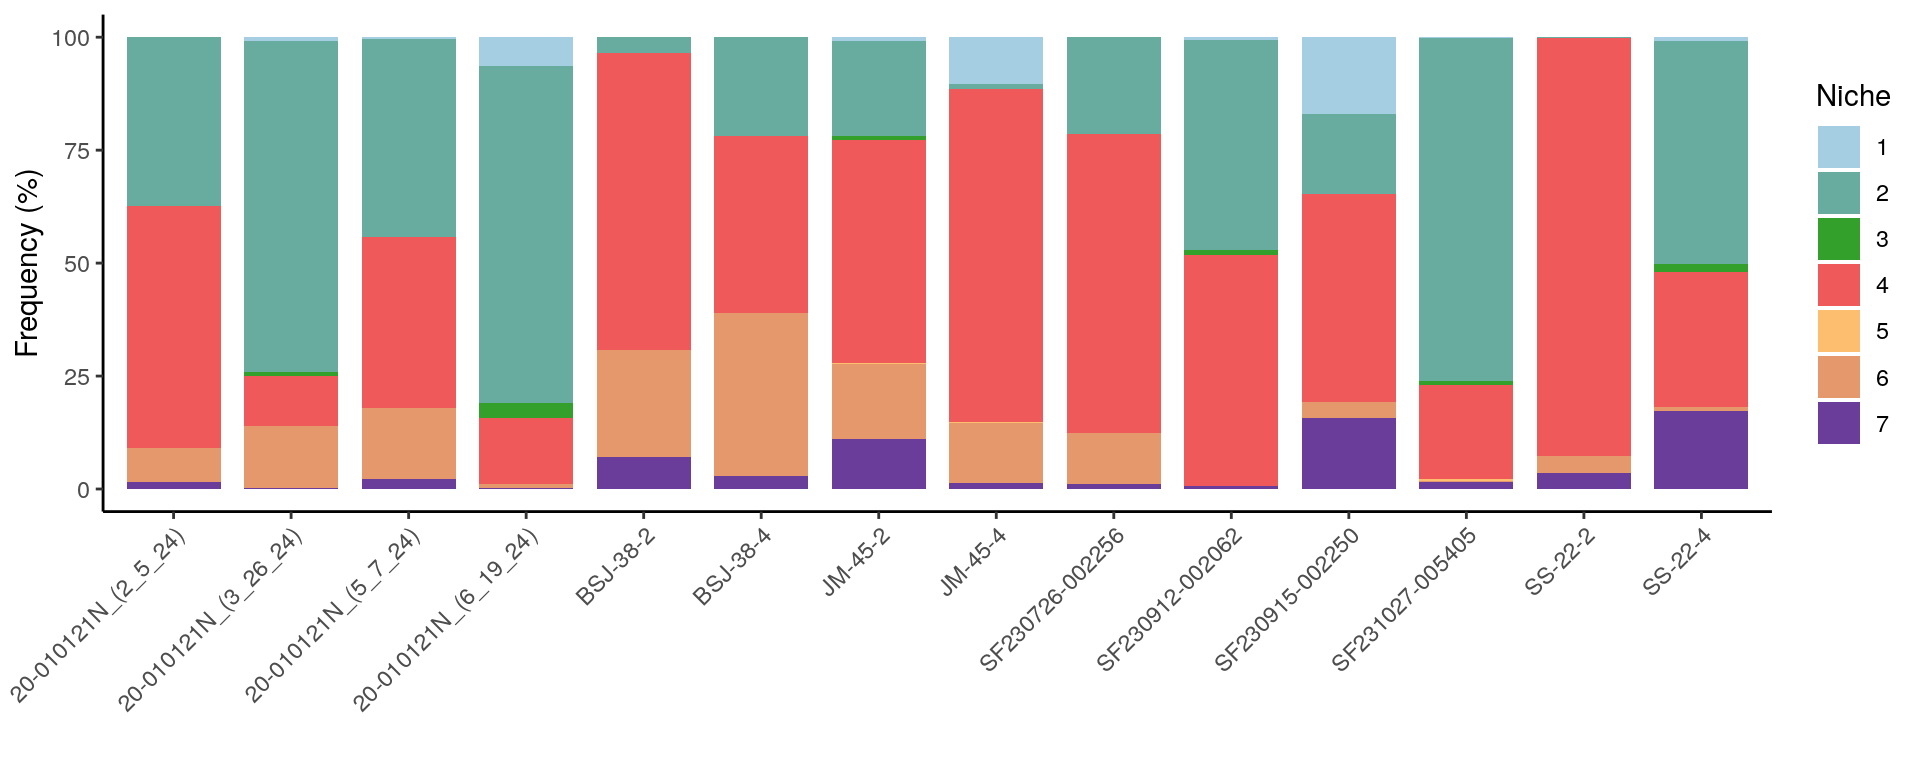 Frequency (%)
100
75
50
25
0
20-010121N_(2_5_24)
20-010121N_(3_26_24)
20-010121N_(5_7_24)
20-010121N_(6_19_24)
BSJ-38-2
BSJ-38-4
JM-45-2
JM-45-4
SF230726-002256
SF230912-002062
SF230915-002250
SF231027-005405
SS-22-2
SS-22-4
Niche
1
2
3
4
5
6
7